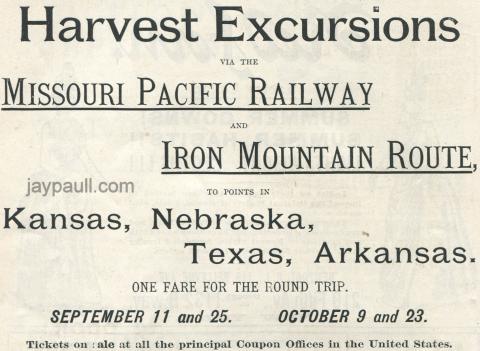 Harvest Excursions
VIA THE
MISSOURI PACIFIC RAILWAY
AND
IRON MOUNTAIN ROUTE,
jaypaull.com
TO POINTS IN
Kansas, Nebraska,
Texas, Arkansas.
ONE FARE FOR THE ROUND TRIP.
SEPTEMBER 11 and 25. OCTOBER 9 and 23.
Tickets on sale at all the principal Coupon Offices in the United States.